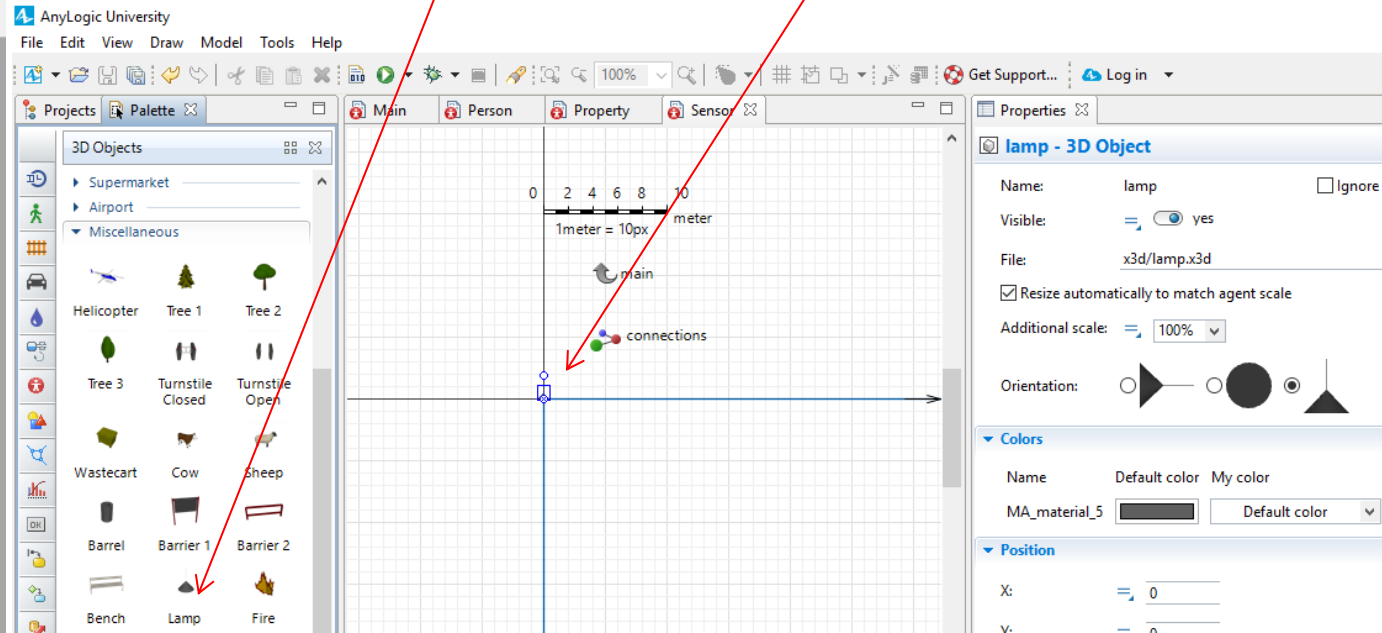 AnyLogic University
File Edit View Draw Model Tools Help
100% Get Support... Log in
Projects Palette Main Person Property Sensor Properties
3D Objects
lamp - 3D Object
Supermarket
Airport
Miscellaneous
Helicopter Tree 1 Tree 2
Tree 3 Turnstile Closed Turnstile Open
Wastecart Cow Sheep
Barrel Barrier 1 Barrier 2
Bench Lamp Fire
0 2 4 6 8 10
meter
1meter = 10px
main
connections
Name: lamp Ignore
Visible: yes
File: x3d/lamp.x3d
Resize automatically to match agent scale
Additional scale: 100%
Orientation:
Colors
Name Default color My color
MA_material_5 Default color
Position
X: 0